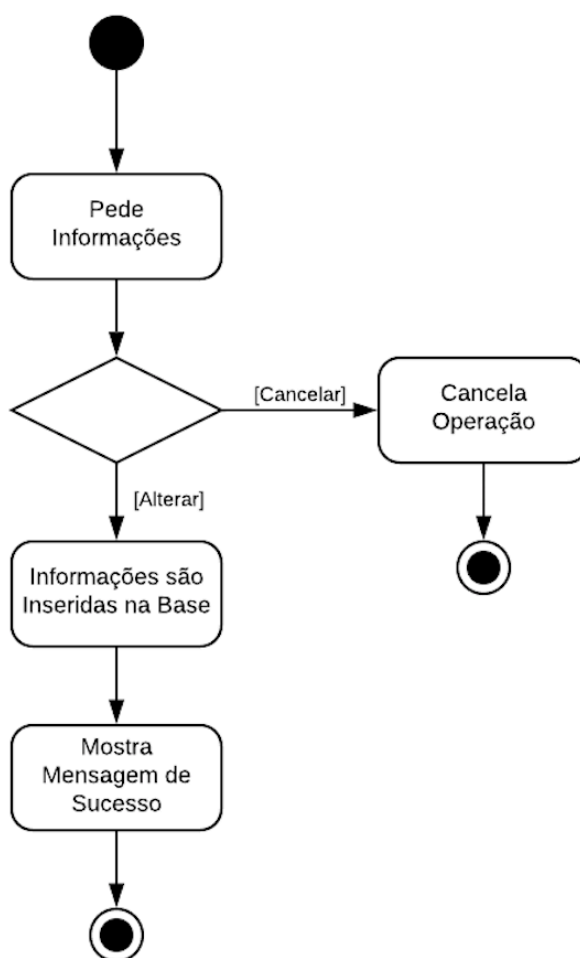 Pede
Informações
[Cancelar]
Cancela
Operação
[Alterar]
Informações são
Inseridas na Base
Mostra
Mensagem de
Sucesso